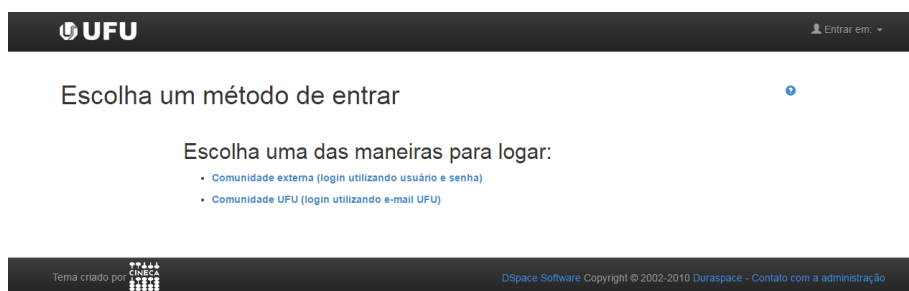 UFU
Entrar em:
Escolha um método de entrar
Escolha uma das maneiras para logar:
Comunidade externa (login utilizando usuário e senha)
Comunidade UFU (login utilizando e-mail UFU)
Tema criado por CINECA
DSpace Software Copyright © 2002-2010 Duraspace - Contato com a administração